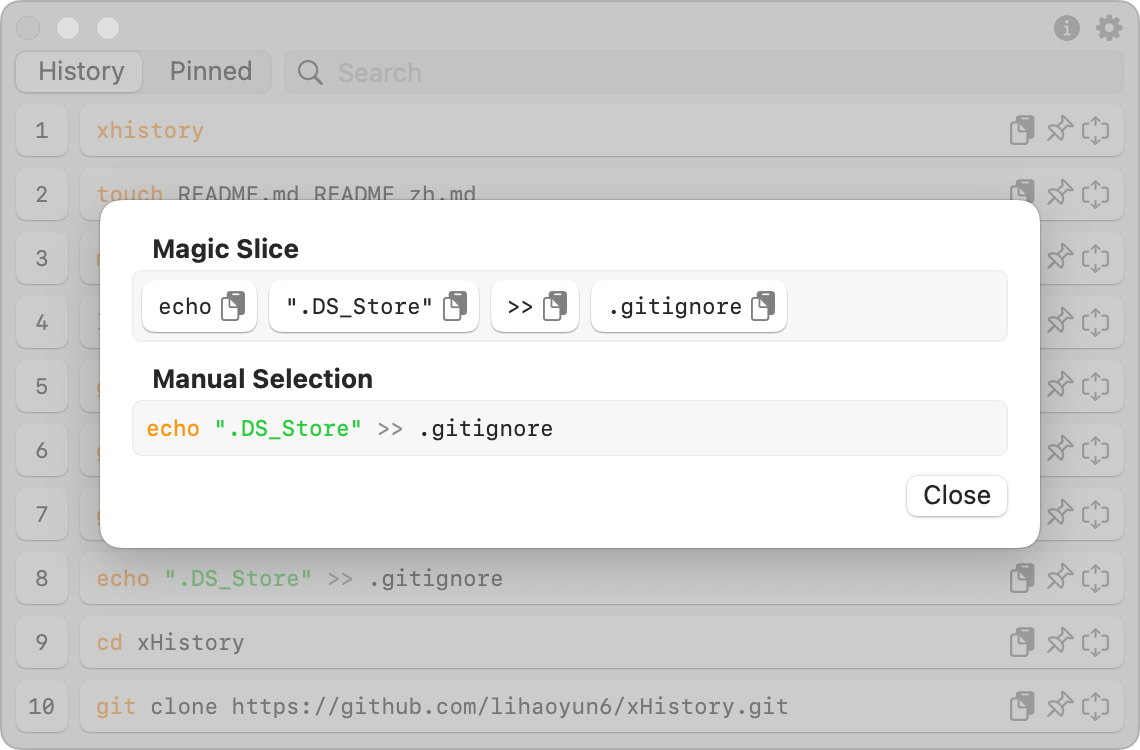 History Pinned Search
1 xhistory
2 touch README.md README_zh.md
Magic Slice
3
echo ".DS_Store" >> .gitignore
4
Manual Selection
5
echo ".DS_Store" >> .gitignore
6
Close
7
8 echo ".DS_Store" >> .gitignore
9 cd xHistory
10 git clone https://github.com/lihaoyun6/xHistory.git